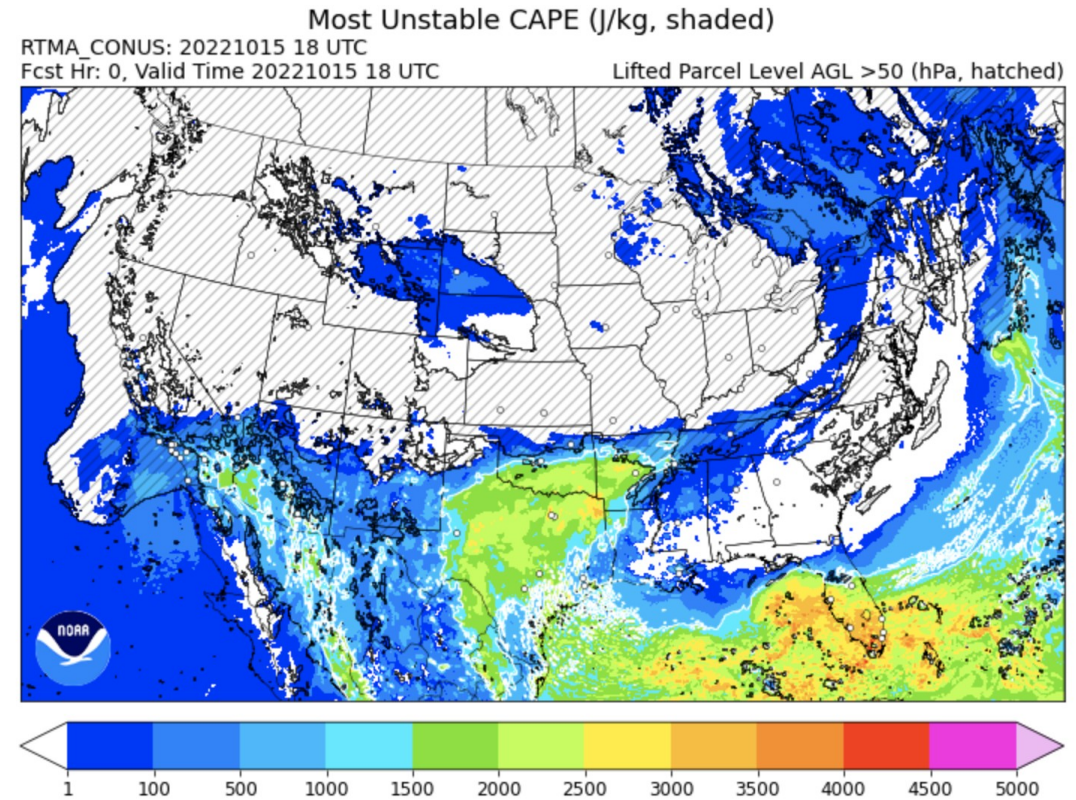 Most Unstable CAPE (J/kg, shaded)
RTMA_CONUS: 20221015 18 UTC
Fcst Hr: 0, Valid Time 20221015 18 UTC
Lifted Parcel Level AGL >50 (hPa, hatched)
NOAA
1 100 500 1000 1500 2000 2500 3000 3500 4000 4500 5000